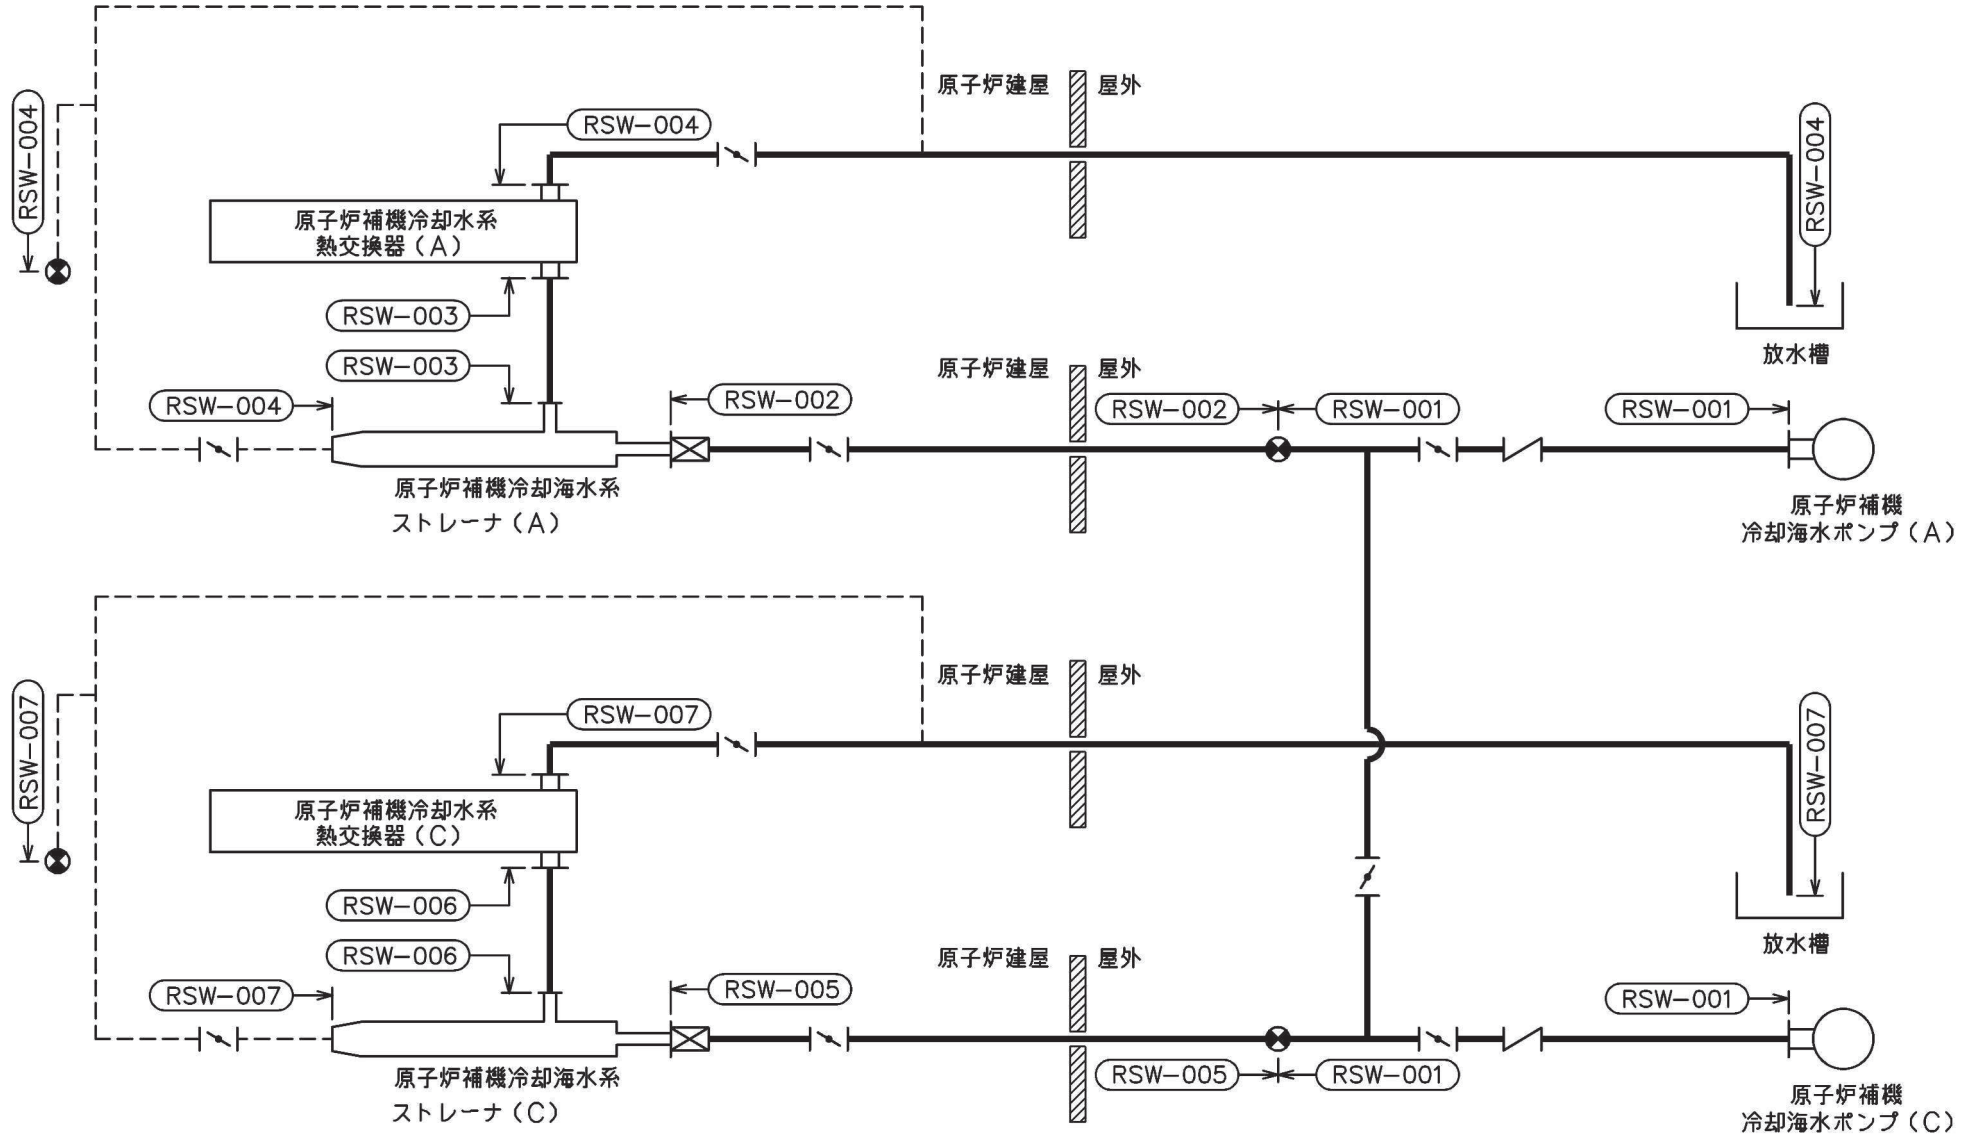 原子炉建屋
屋外
RSW-004
RSW-004
RSW-004
原子炉補機冷却水系
熱交換器(A)
RSW-003
放水槽
RSW-003
原子炉建屋
屋外
RSW-004
RSW-002
RSW-002
RSW-001
RSW-001
原子炉補機冷却海水系
ストレーナ(A)
原子炉補機
冷却海水ポンプ(A)
原子炉建屋
屋外
RSW-007
RSW-007
RSW-007
原子炉補機冷却水系
熱交換器(C)
RSW-006
放水槽
RSW-006
原子炉建屋
屋外
RSW-007
RSW-005
RSW-001
RSW-005
RSW-001
原子炉補機冷却海水系
ストレーナ(C)
原子炉補機
冷却海水ポンプ(C)